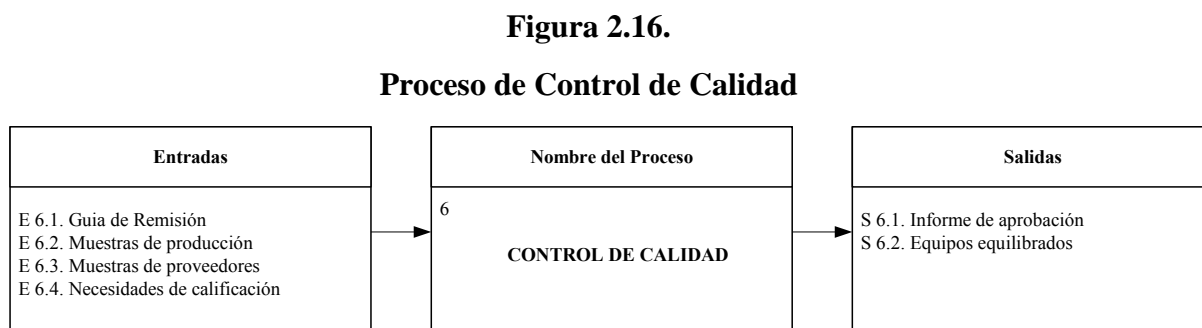 Figura 2.16.
Proceso de Control de Calidad
Entradas
E 6.1. Guia de Remisión
E 6.2. Muestras de producción
E 6.3. Muestras de proveedores
E 6.4. Necesidades de calificación
Nombre del Proceso
6
CONTROL DE CALIDAD
Salidas
S 6.1. Informe de aprobación
S 6.2. Equipos equilibrados